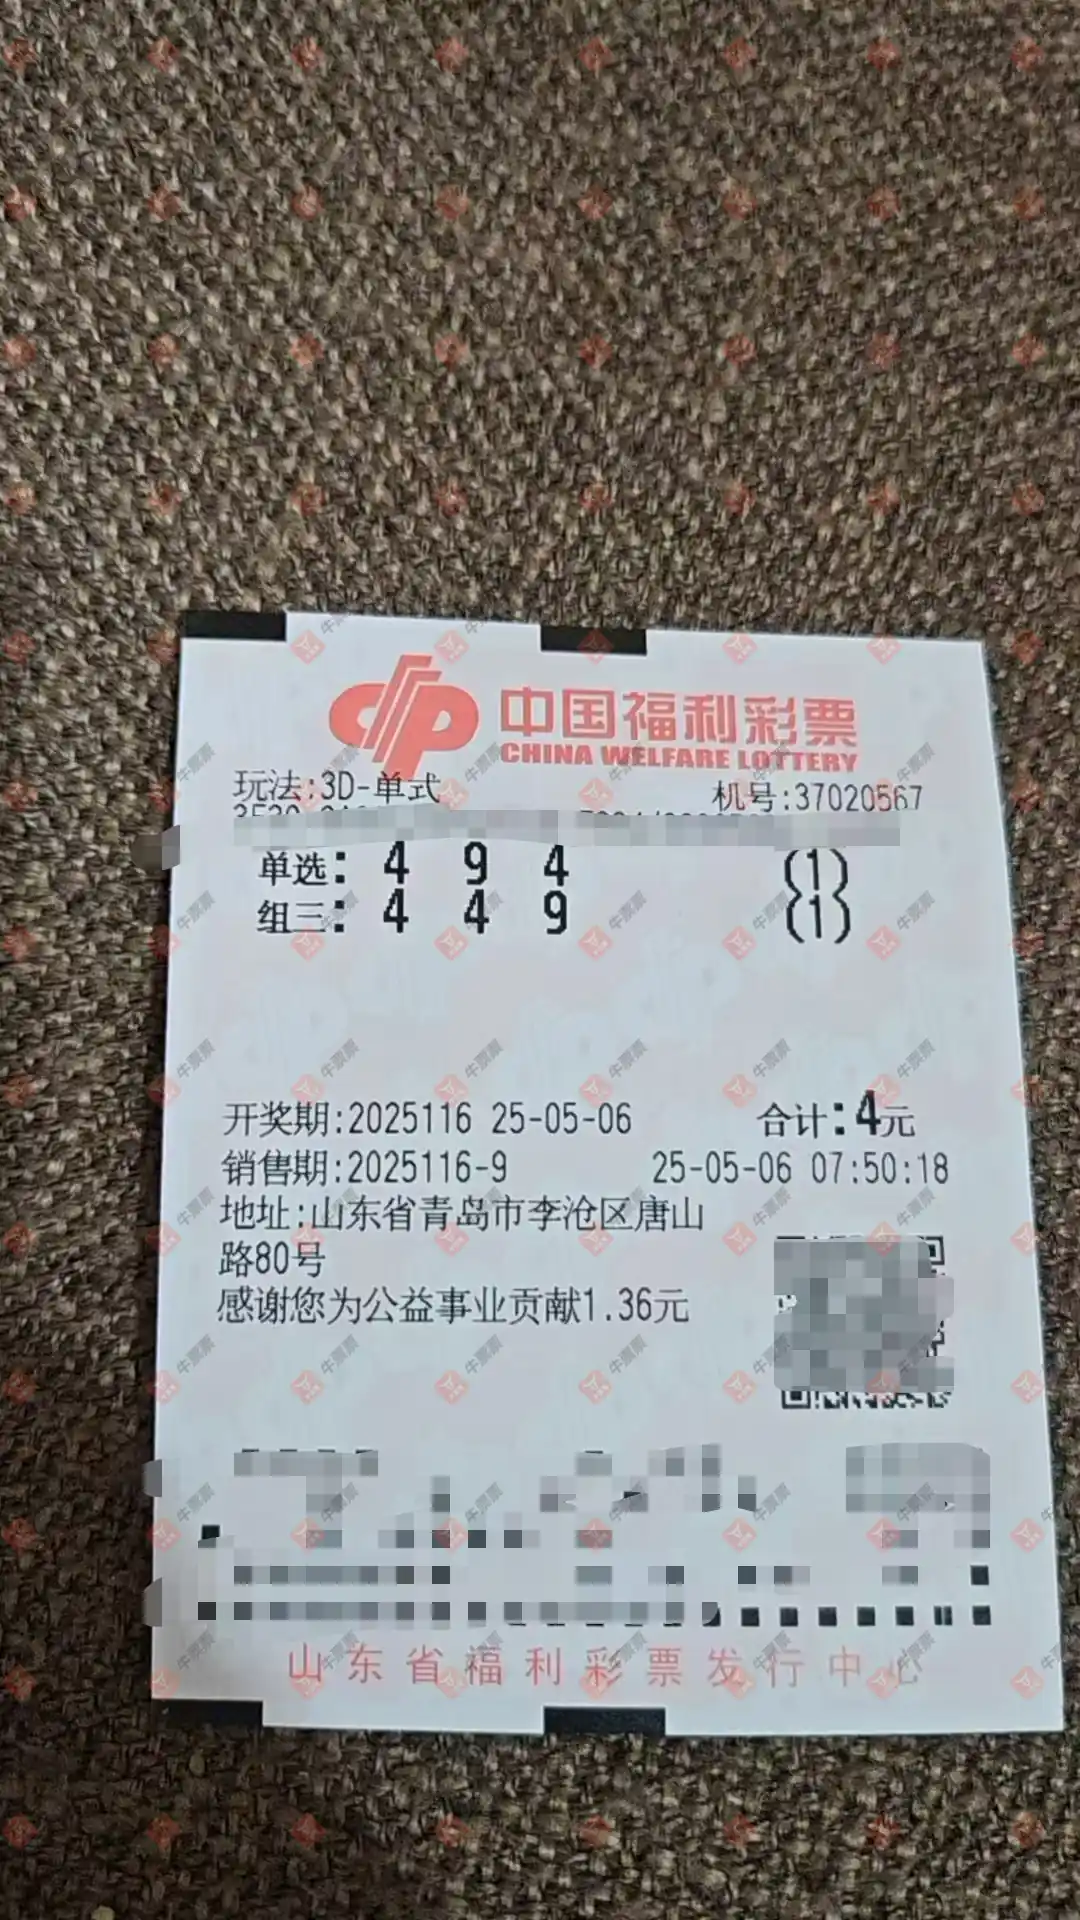 中国福利彩票
CHINA WELFARE LOTTERY
玩法:3D-单式 机号:37020567
单选: 4 9 4 (1)
组三: 4 4 9 (1)
开奖期:2025116 25-05-06 合计:4元
销售期:2025116-9 25-05-06 07:50:18
地址:山东省青岛市李沧区唐山
路80号
感谢您为公益事业贡献1.36元
山东省福利彩票发行中心
牛票票